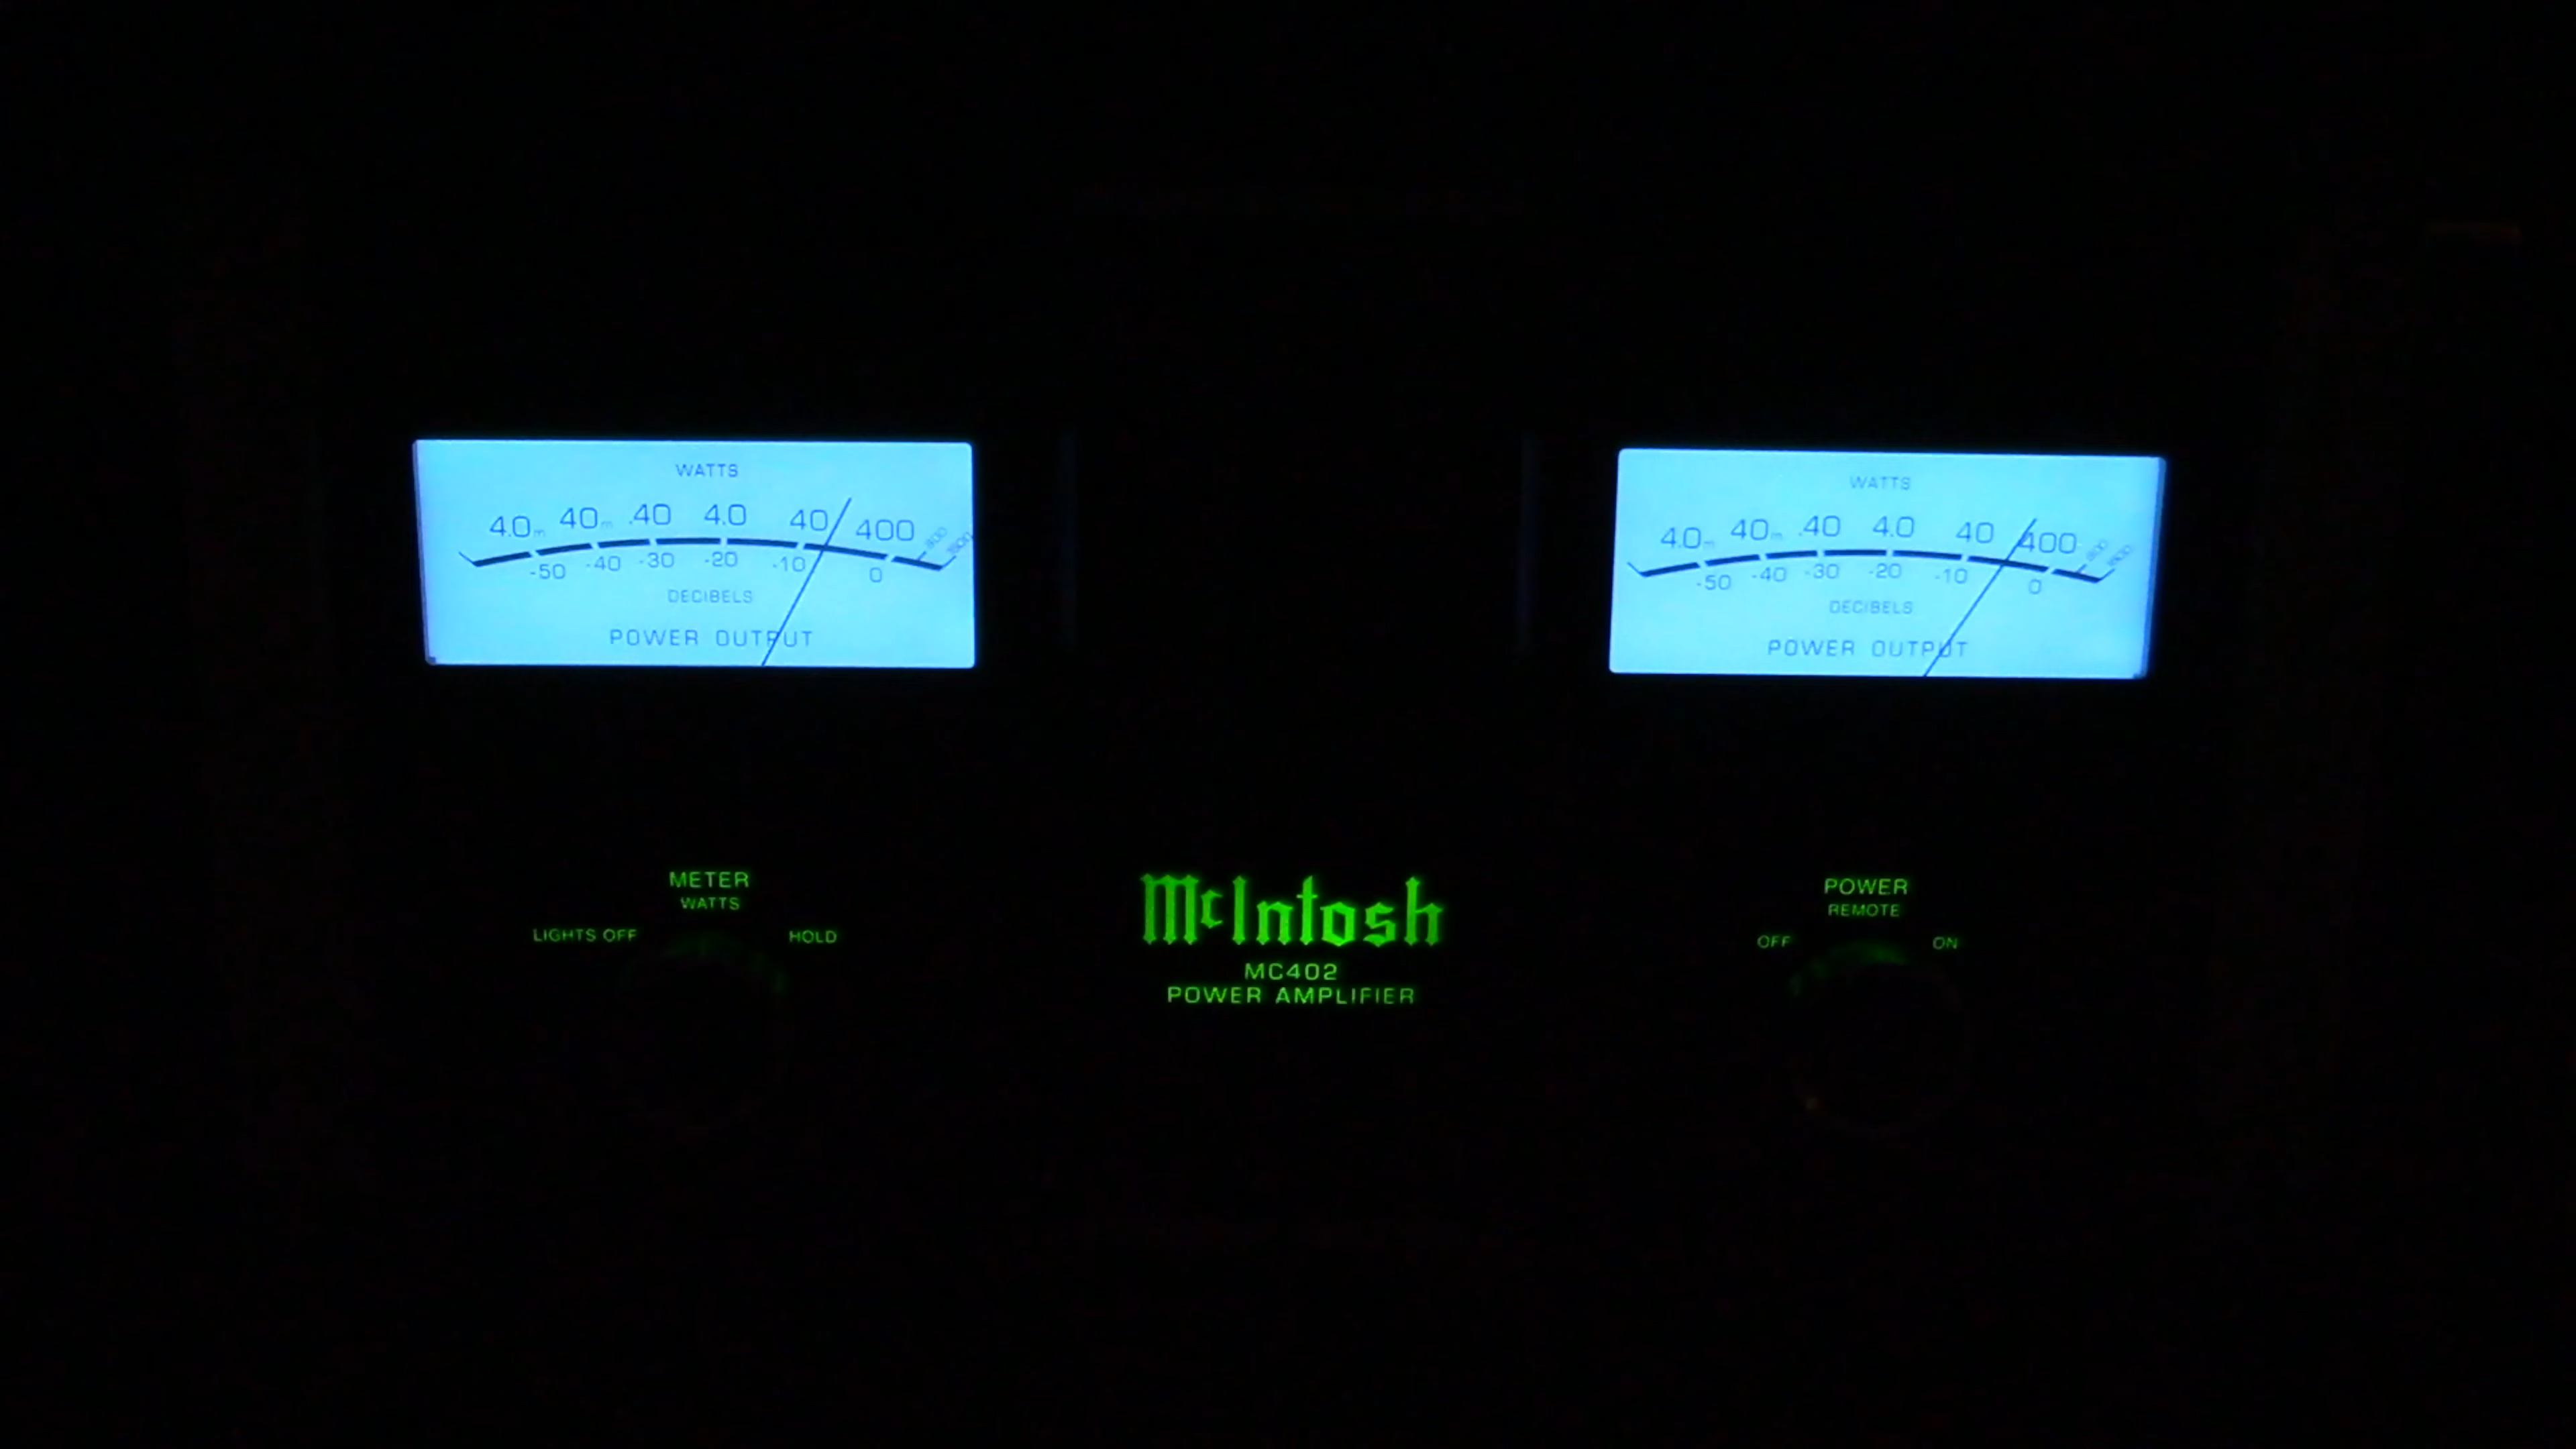 WATTS
4.0m 40m .40 4.0 40 400
-50 -40 -30 -20 -10 0
DECIBELS
POWER OUTPUT
WATTS
4.0m 40m .40 4.0 40 400
-50 -40 -30 -20 -10 0
DECIBELS
POWER OUTPUT
METER
WATTS
LIGHTS OFF HOLD
McIntosh
MC402
POWER AMPLIFIER
POWER
REMOTE
OFF ON